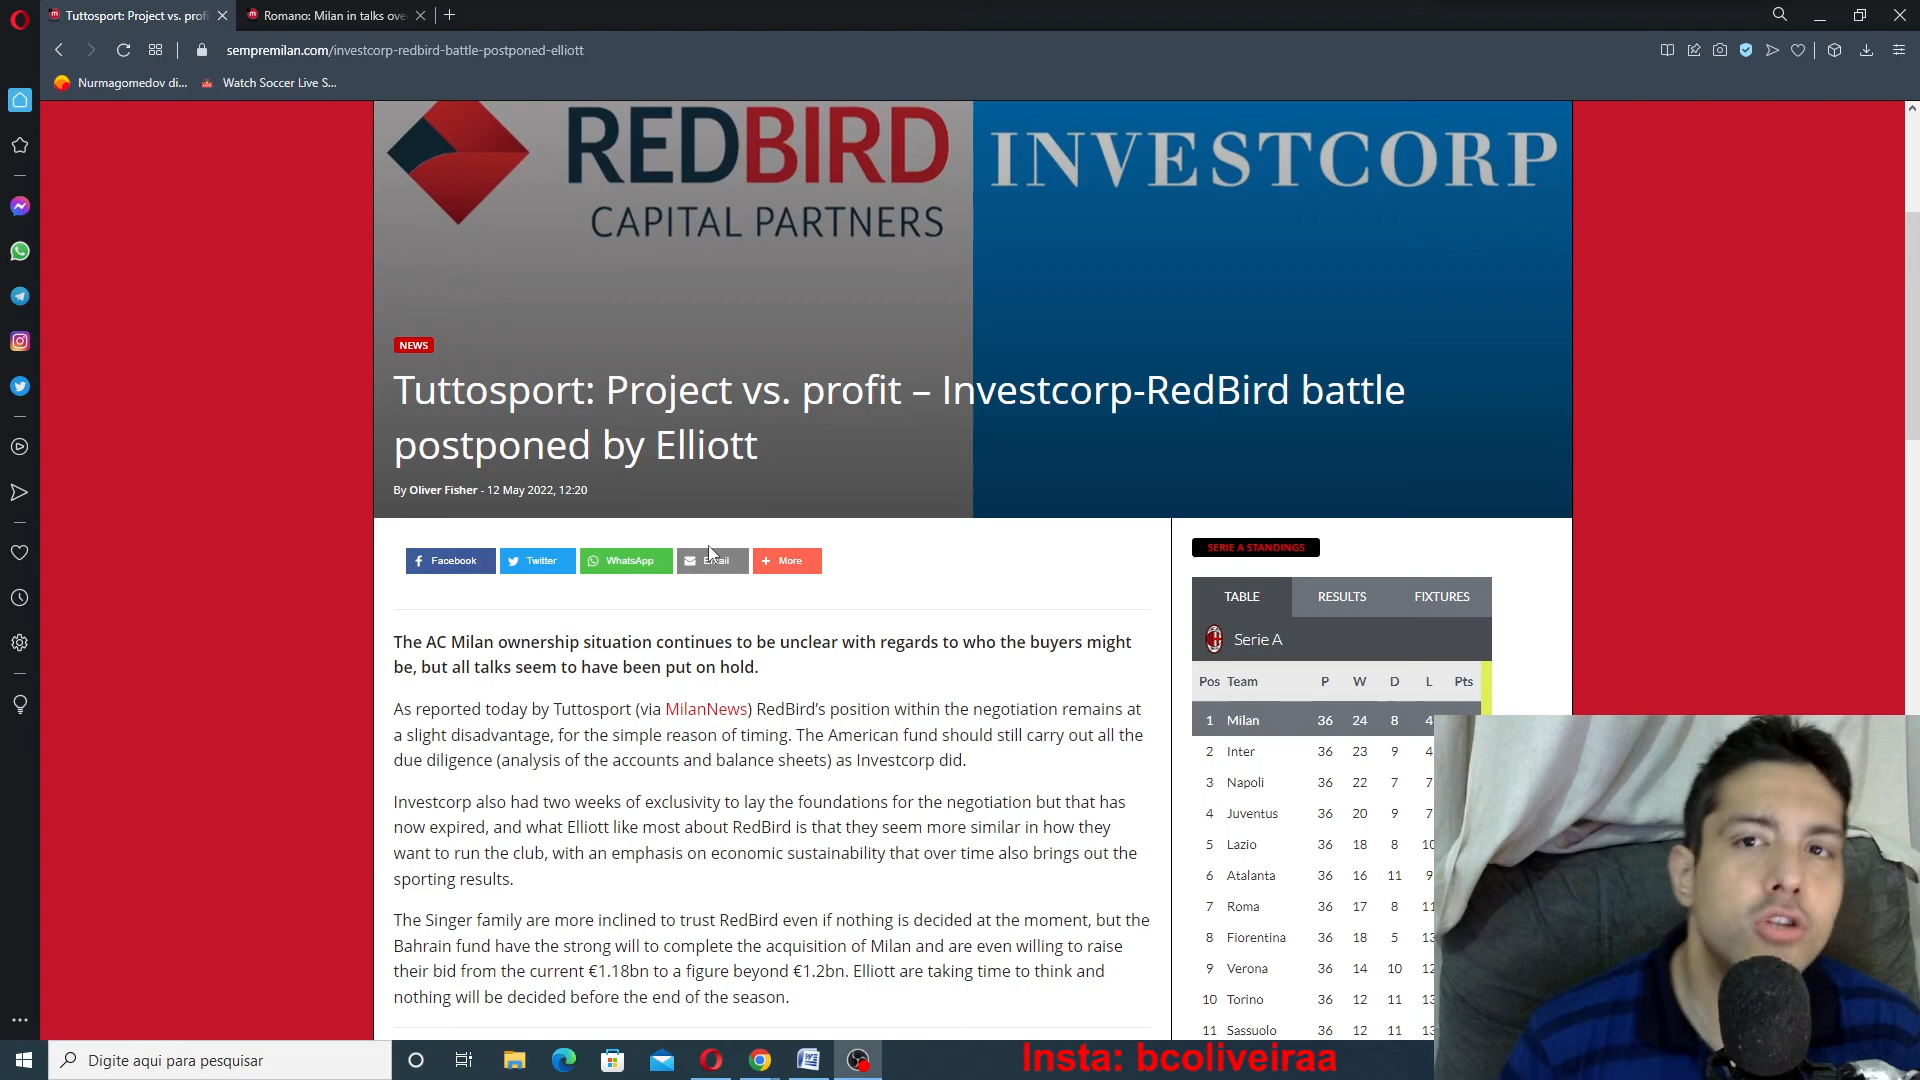 Tuttosport: Project vs. profi
Romano: Milan in talks ove
sempremilan.com/investcorp-redbird-battle-postponed-elliott
Nurmagomedov di...
Watch Soccer Live S...
REDBIRD
CAPITAL PARTNERS
INVESTCORP
NEWS
Tuttosport: Project vs. profit – Investcorp-RedBird battle
postponed by Elliott
By Oliver Fisher - 12 May 2022, 12:20
Facebook
Twitter
WhatsApp
Email
More
The AC Milan ownership situation continues to be unclear with regards to who the buyers might
be, but all talks seem to have been put on hold.
As reported today by Tuttosport (via MilanNews) RedBird’s position within the negotiation remains at
a slight disadvantage, for the simple reason of timing. The American fund should still carry out all the
due diligence (analysis of the accounts and balance sheets) as Investcorp did.
Investcorp also had two weeks of exclusivity to lay the foundations for the negotiation but that has
now expired, and what Elliott like most about RedBird is that they seem more similar in how they
want to run the club, with an emphasis on economic sustainability that over time also brings out the
sporting results.
The Singer family are more inclined to trust RedBird even if nothing is decided at the moment, but the
Bahrain fund have the strong will to complete the acquisition of Milan and are even willing to raise
their bid from the current €1.18bn to a figure beyond €1.2bn. Elliott are taking time to think and
nothing will be decided before the end of the season.
SERIE A STANDINGS
TABLE RESULTS FIXTURES
Serie A
Pos Team P W D L Pts
1 Milan 36 24 8 4
2 Inter 36 23 9 4
3 Napoli 36 22 7 7
4 Juventus 36 20 9 7
5 Lazio 36 18 8 10
6 Atalanta 36 16 11 9
7 Roma 36 17 8 11
8 Fiorentina 36 18 5 13
9 Verona 36 14 10 12
10 Torino 36 12 11 13
11 Sassuolo 36 12 11 13
Digite aqui para pesquisar
Insta: bcoliveiraa